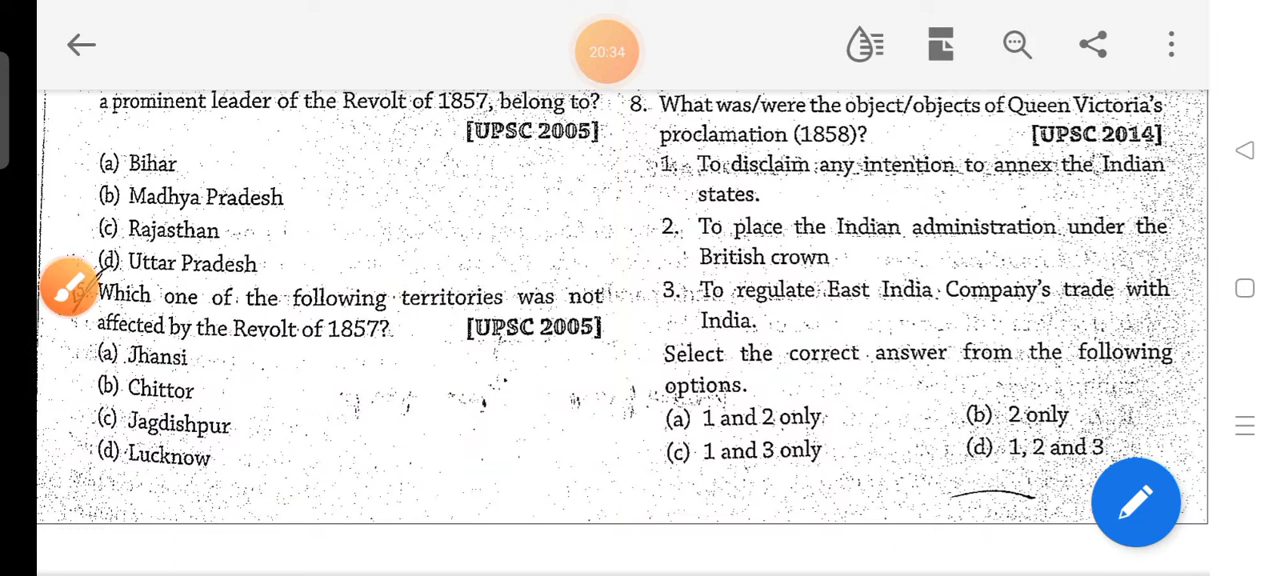 20:34
a prominent leader of the Revolt of 1857, belong to?
[UPSC 2005]
(a) Bihar
(b) Madhya Pradesh
(c) Rajasthan
(d) Uttar Pradesh
Which one of the following territories was not
affected by the Revolt of 1857?
[UPSC 2005]
(a) Jhansi
(b) Chittor
(c) Jagdishpur
(d) Lucknow
8. What was/were the object/objects of Queen Victoria's
proclamation (1858)? [UPSC 2014]
1. To disclaim any intention to annex the Indian
states.
2. To place the Indian administration under the
British crown
3. To regulate East India Company's trade with
India.
Select the correct answer from the following
options.
(a) 1 and 2 only (b) 2 only
(c) 1 and 3 only (d) 1, 2 and 3